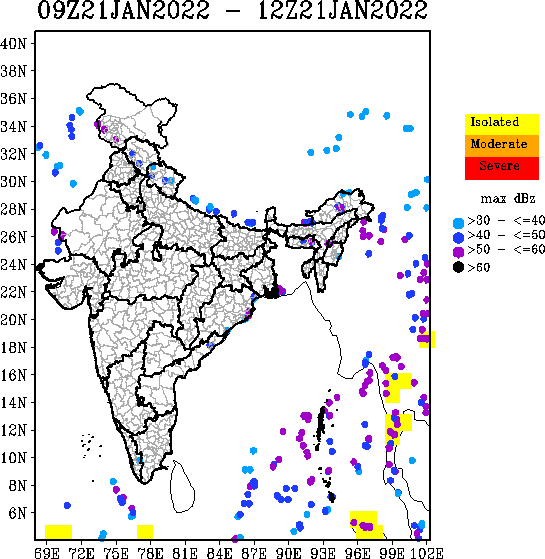 09Z21JAN2022 - 12Z21JAN2022
40N
38N
36N
34N
32N
30N
28N
26N
24N
22N
20N
18N
16N
14N
12N
10N
8N
6N
69E 72E 75E 78E 81E 84E 87E 90E 93E 96E 99E 102E
Isolated
Moderate
Severe
max dBz
>30 - <=40
>40 - <=50
>50 - <=60
>60